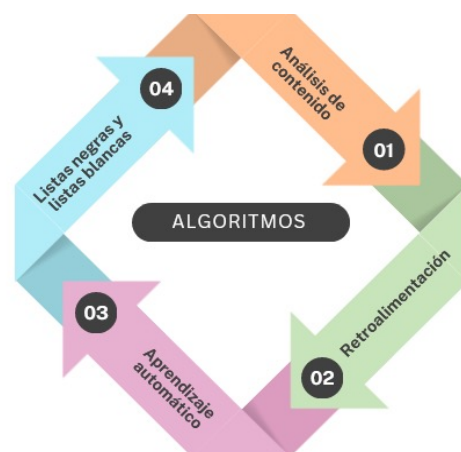 Análisis de
contenido
01
Retroalimentación
02
Aprendizaje
automático
03
Listas negras y
listas blancas
04
ALGORITMOS